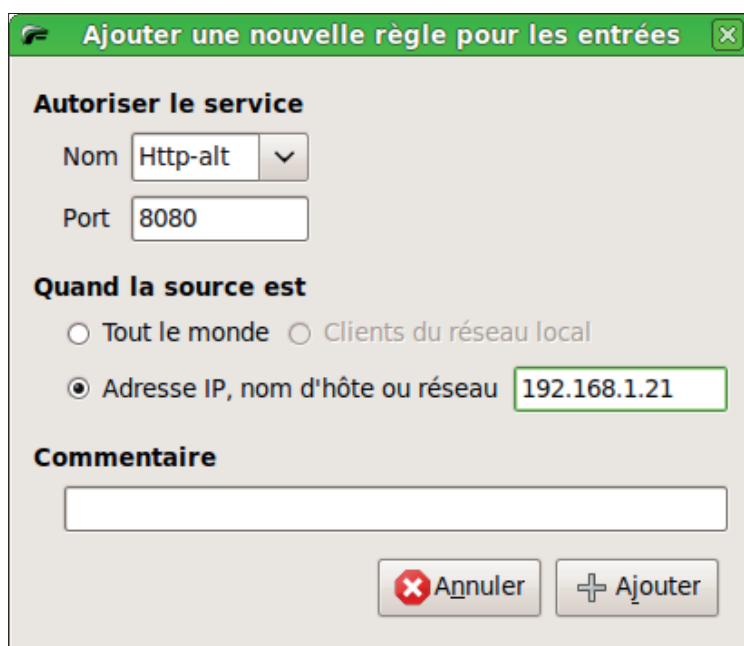 Ajouter une nouvelle règle pour les entrées
Autoriser le service
Nom Http-alt
Port 8080
Quand la source est
Tout le monde Clients du réseau local
Adresse IP, nom d'hôte ou réseau 192.168.1.21
Commentaire
Annuler Ajouter